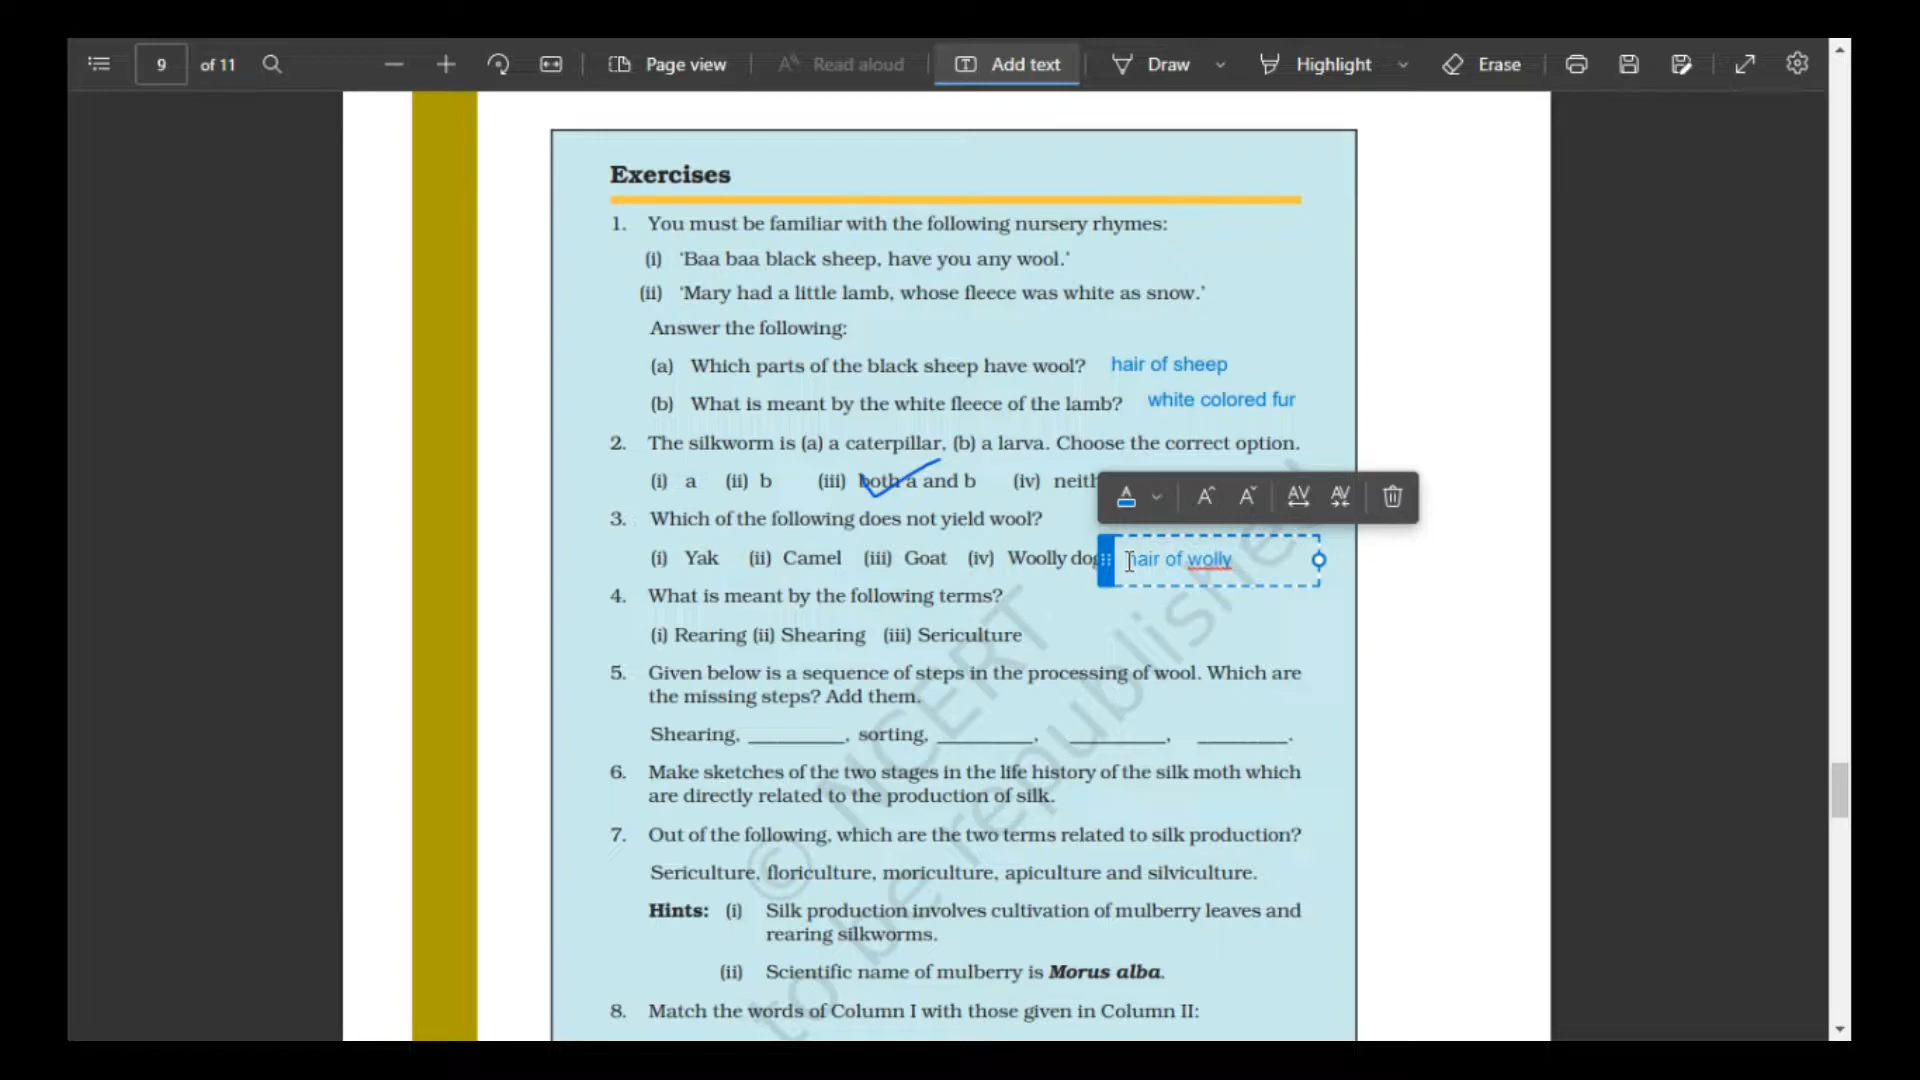 9 of 11 Page view Read aloud Add text Draw Highlight Erase
Exercises
1. You must be familiar with the following nursery rhymes:
(i) 'Baa baa black sheep, have you any wool.'
(ii) 'Mary had a little lamb, whose fleece was white as snow.'
Answer the following:
(a) Which parts of the black sheep have wool? hair of sheep
(b) What is meant by the white fleece of the lamb? white colored fur
2. The silkworm is (a) a caterpillar, (b) a larva. Choose the correct option.
(i) a (ii) b (iii) both a and b (iv) neith
3. Which of the following does not yield wool?
(i) Yak (ii) Camel (iii) Goat (iv) Woolly dog hair of wolly
4. What is meant by the following terms?
(i) Rearing (ii) Shearing (iii) Sericulture
5. Given below is a sequence of steps in the processing of wool. Which are
the missing steps? Add them.
Shearing, __________, sorting, __________, __________, _________.
6. Make sketches of the two stages in the life history of the silk moth which
are directly related to the production of silk.
7. Out of the following, which are the two terms related to silk production?
Sericulture, floriculture, moriculture, apiculture and silviculture.
Hints: (i) Silk production involves cultivation of mulberry leaves and
rearing silkworms.
(ii) Scientific name of mulberry is Morus alba.
8. Match the words of Column I with those given in Column II:
© NCERT
to be republished